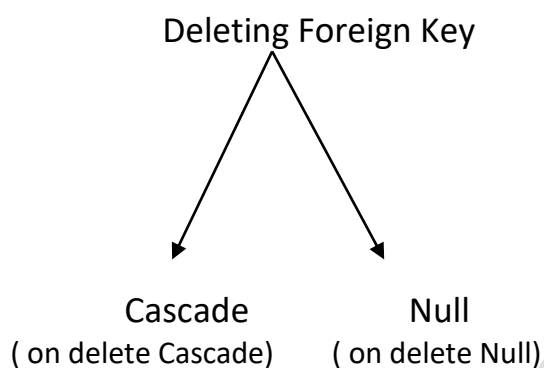 Deleting Foreign Key
Cascade Null
( on delete Cascade) ( on delete Null)